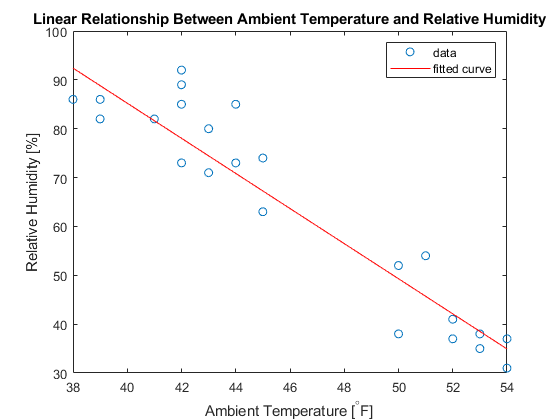 Linear Relationship Between Ambient Temperature and Relative Humidity
100
90
80
70
60
50
40
30
Relative Humidity [%]
data
fitted curve
38 40 42 44 46 48 50 52 54
Ambient Temperature [°F]